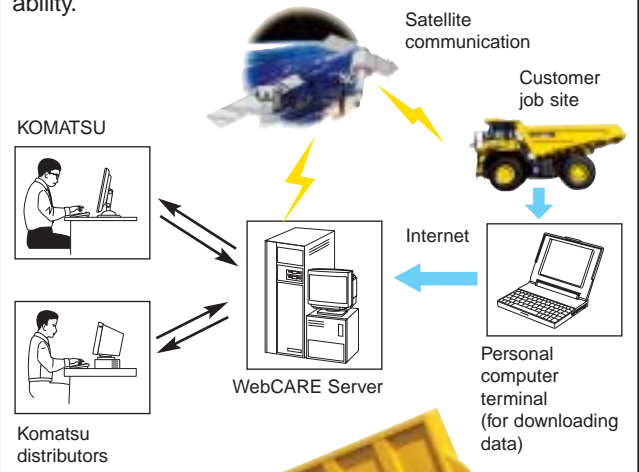 ability.
Satellite
communication
Customer
job site
KOMATSU
Internet
WebCARE Server
Personal
computer
terminal
(for downloading
data)
Komatsu
distributors